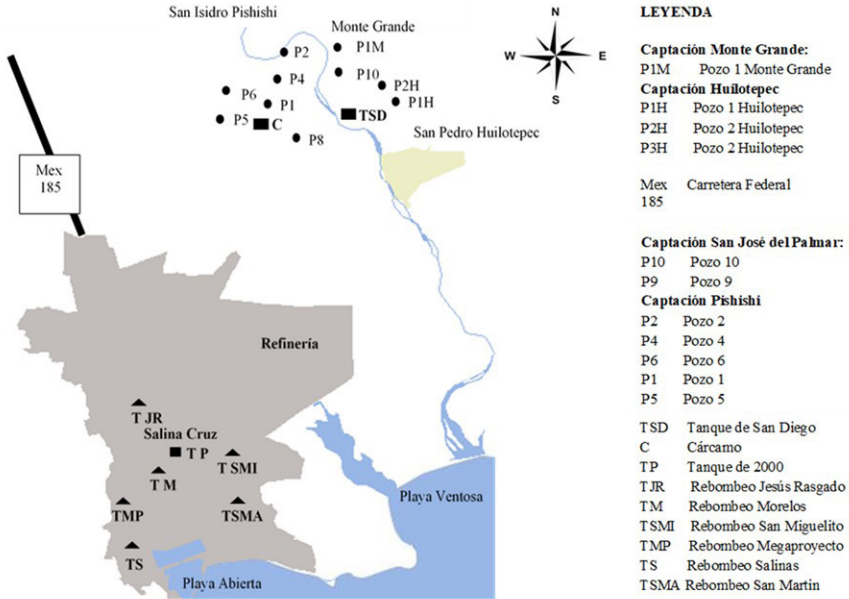 San Isidro Pishishi
Monte Grande
P2
P1M
P4
P10
P2H
P6
P1
P1H
P5
C
TSD
P8
San Pedro Huilotepec
N
W
E
S
Mex
185
Refinería
T JR
Salina Cruz
T P
T SMI
T M
TMP
TSMA
TS
Playa Ventosa
Playa Abierta
LEYENDA
Captación Monte Grande:
P1M Pozo 1 Monte Grande
Captación Huilotepec
P1H Pozo 1 Huilotepec
P2H Pozo 2 Huilotepec
P3H Pozo 2 Huilotepec
Mex Carretera Federal
185
Captación San José del Palmar:
P10 Pozo 10
P9 Pozo 9
Captación Pishishi
P2 Pozo 2
P4 Pozo 4
P6 Pozo 6
P1 Pozo 1
P5 Pozo 5
TSD Tanque de San Diego
C Cárcamo
TP Tanque de 2000
TJR Rebombeo Jesús Rasgado
TM Rebombeo Morelos
TSMI Rebombeo San Miguelito
TMP Rebombeo Megaproyecto
TS Rebombeo Salinas
TSMA Rebombeo San Martin